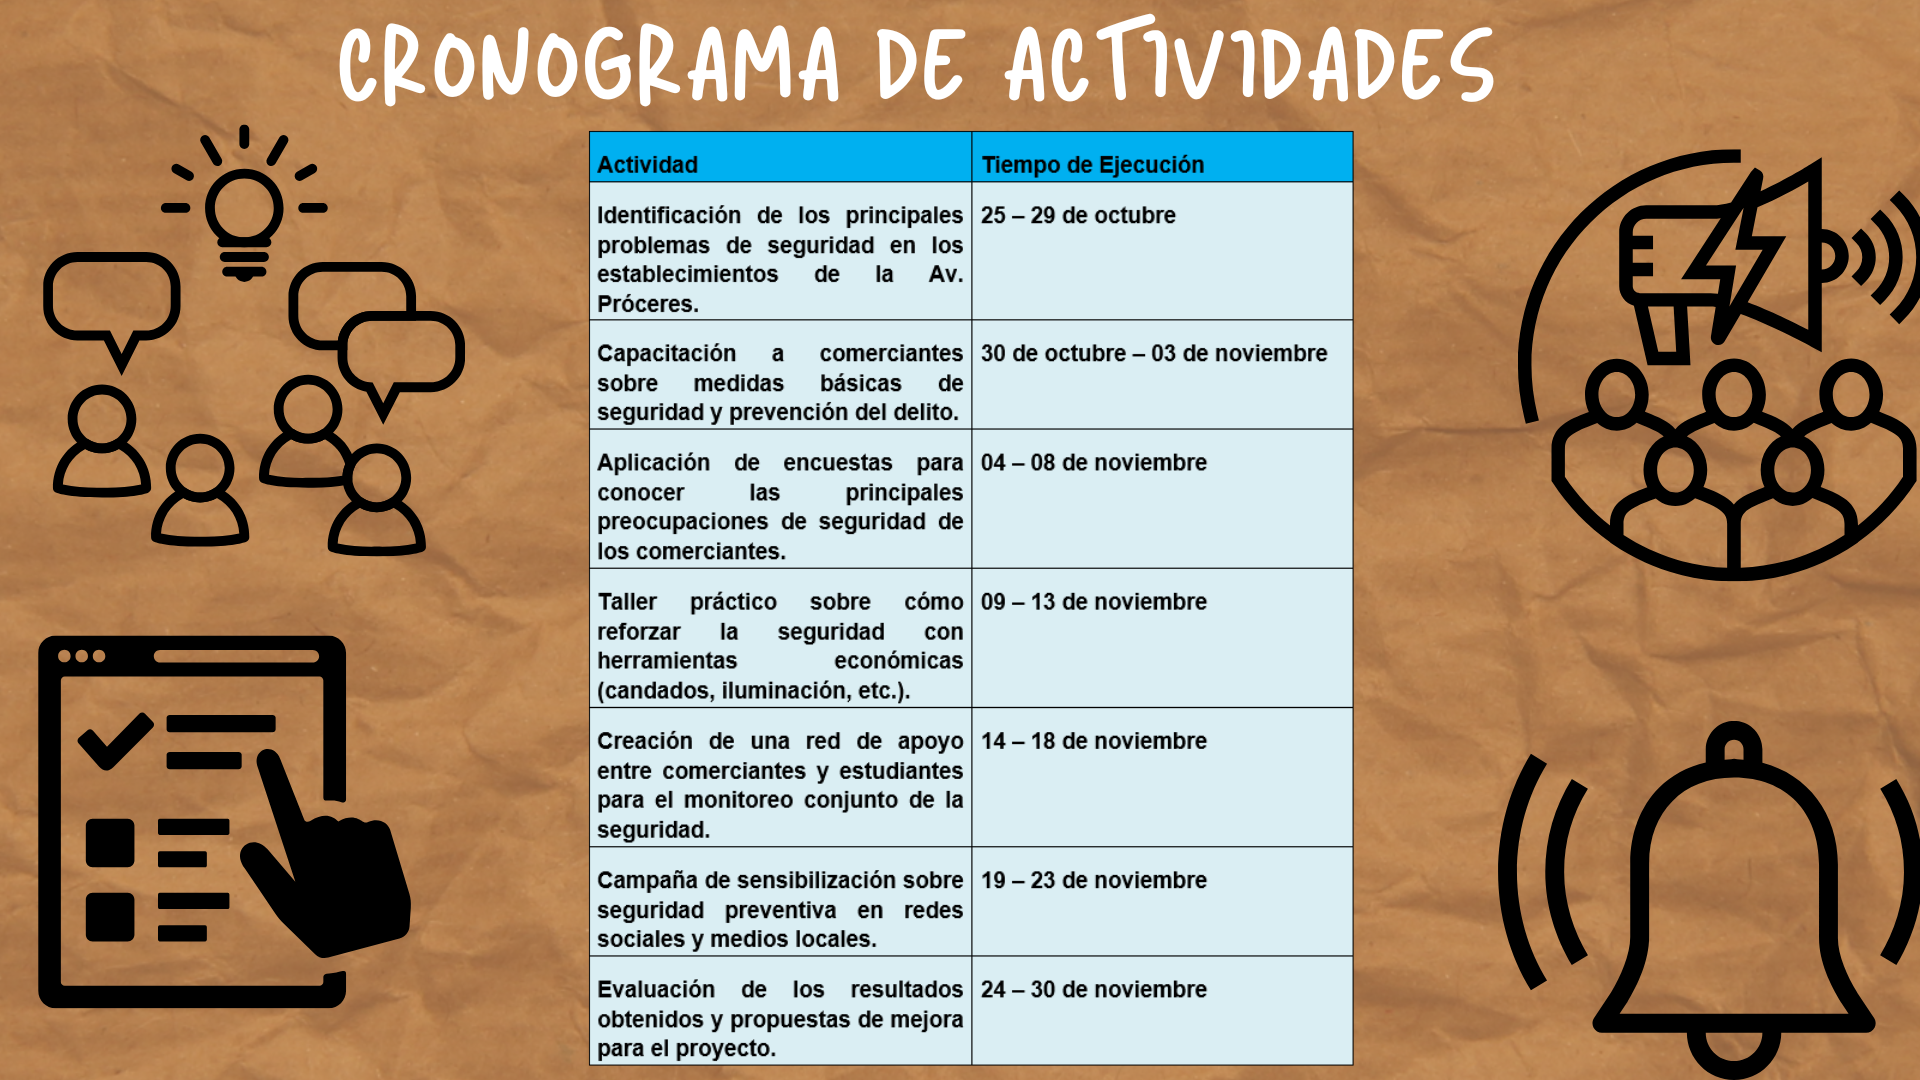 CRONOGRAMA DE ACTIVIDADES
Actividad
Tiempo de Ejecución
Identificación de los principales
problemas de seguridad en los
establecimientos de la Av.
Próceres.
25 – 29 de octubre
Capacitación a comerciantes
sobre medidas básicas de
seguridad y prevención del delito.
30 de octubre – 03 de noviembre
Aplicación de encuestas para
conocer las principales
preocupaciones de seguridad de
los comerciantes.
04 – 08 de noviembre
Taller práctico sobre cómo
reforzar la seguridad con
herramientas económicas
(candados, iluminación, etc.).
09 – 13 de noviembre
Creación de una red de apoyo
entre comerciantes y estudiantes
para el monitoreo conjunto de la
seguridad.
14 – 18 de noviembre
Campaña de sensibilización sobre
seguridad preventiva en redes
sociales y medios locales.
19 – 23 de noviembre
Evaluación de los resultados
obtenidos y propuestas de mejora
para el proyecto.
24 – 30 de noviembre